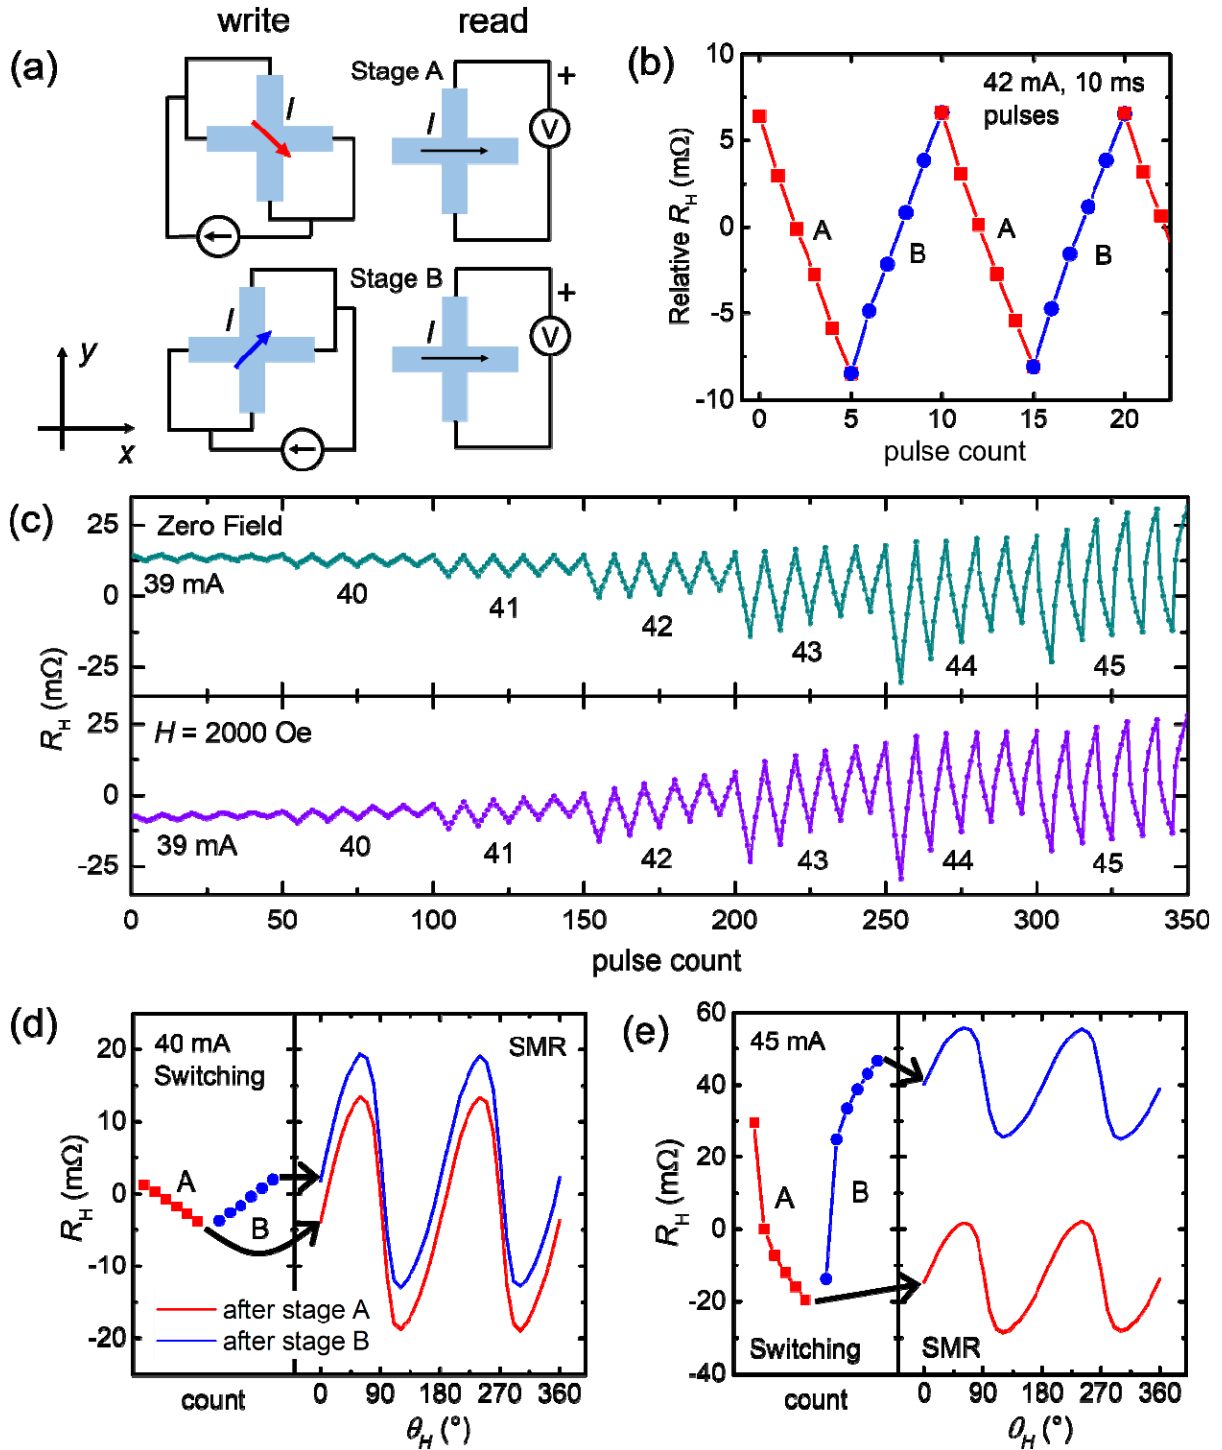 write read
(a)
Stage A
I I + V
Stage B
I I + V
y
x
(b)
42 mA, 10 ms
pulses
Relative R_H (mΩ)
10
5
0
-5
-10
A B A B
0 5 10 15 20
pulse count
(c)
Zero Field
39 mA 40 41 42 43 44 45
25
0
-25
R_H (mΩ)
H = 2000 Oe
39 mA 40 41 42 43 44 45
25
0
-25
0 50 100 150 200 250 300 350
pulse count
(d)
40 mA
Switching
SMR
R_H (mΩ)
20
10
0
-10
-20
A
B
after stage A
after stage B
count
0 90 180 270 360
θ_H (°)
(e)
45 mA
R_H (mΩ)
60
40
20
0
-20
-40
A
B
Switching SMR
count
0 90 180 270 360
θ_H (°)